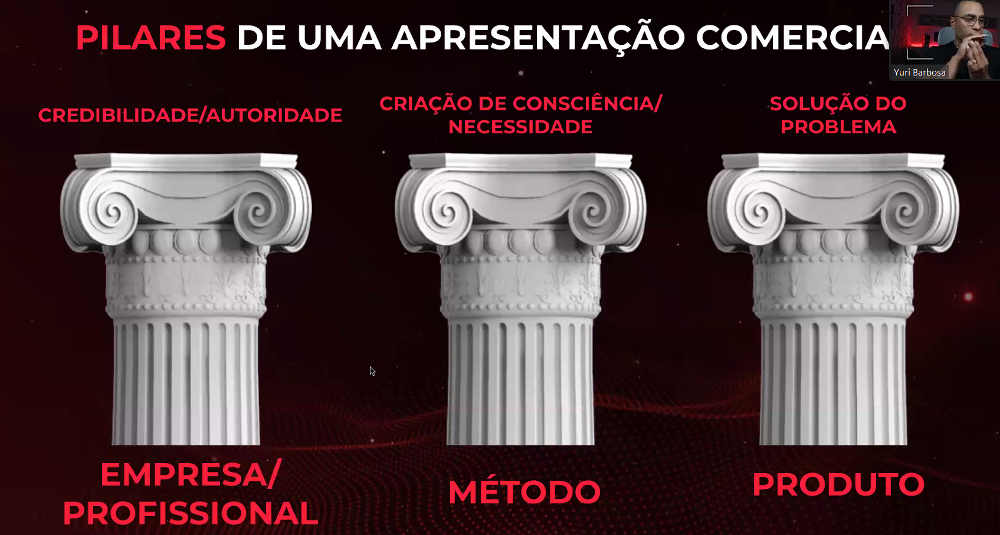 PILARES DE UMA APRESENTAÇÃO COMERCIA
Yuri Barbosa
CREDIBILIDADE/AUTORIDADE
CRIAÇÃO DE CONSCIÊNCIA/
NECESSIDADE
SOLUÇÃO DO
PROBLEMA
EMPRESA/
PROFISSIONAL
MÉTODO
PRODUTO